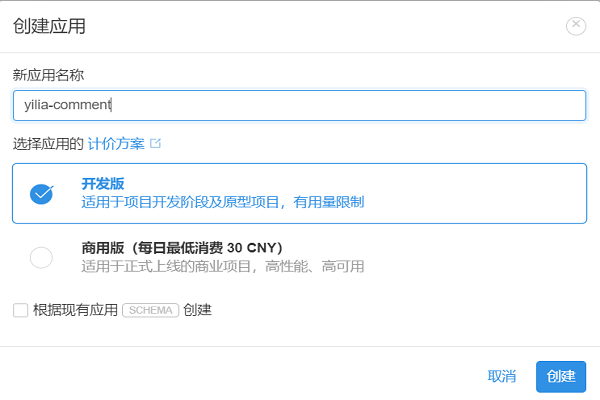 创建应用
新应用名称
yilia-comment
选择应用的 计价方案
开发版
适用于项目开发阶段及原型项目，有用量限制
商用版（每日最低消费 30 CNY）
适用于正式上线的商业项目，高性能、高可用
根据现有应用 SCHEMA 创建
取消 创建